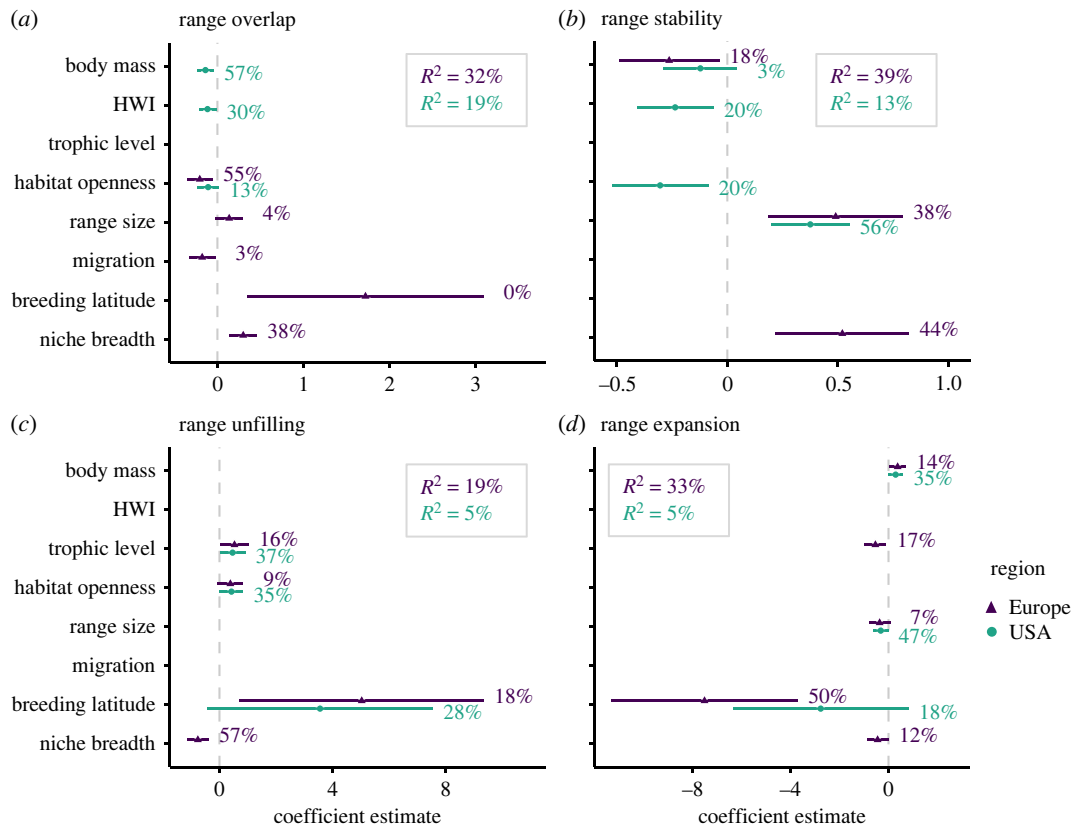 (a) range overlap
body mass
HWI
trophic level
habitat openness
range size
migration
breeding latitude
niche breadth
57%
30%
55%
13%
4%
3%
0%
38%
R² = 32%
R² = 19%
0 1 2 3
(b) range stability
18%
3%
20%
20%
38%
56%
44%
R² = 39%
R² = 13%
–0.5 0 0.5 1.0
(c) range unfilling
body mass
HWI
trophic level
habitat openness
range size
migration
breeding latitude
niche breadth
16%
37%
9%
35%
18%
28%
57%
R² = 19%
R² = 5%
0 4 8
coefficient estimate
(d) range expansion
14%
35%
17%
7%
47%
50%
18%
12%
R² = 33%
R² = 5%
–8 –4 0
coefficient estimate
region
Europe
USA